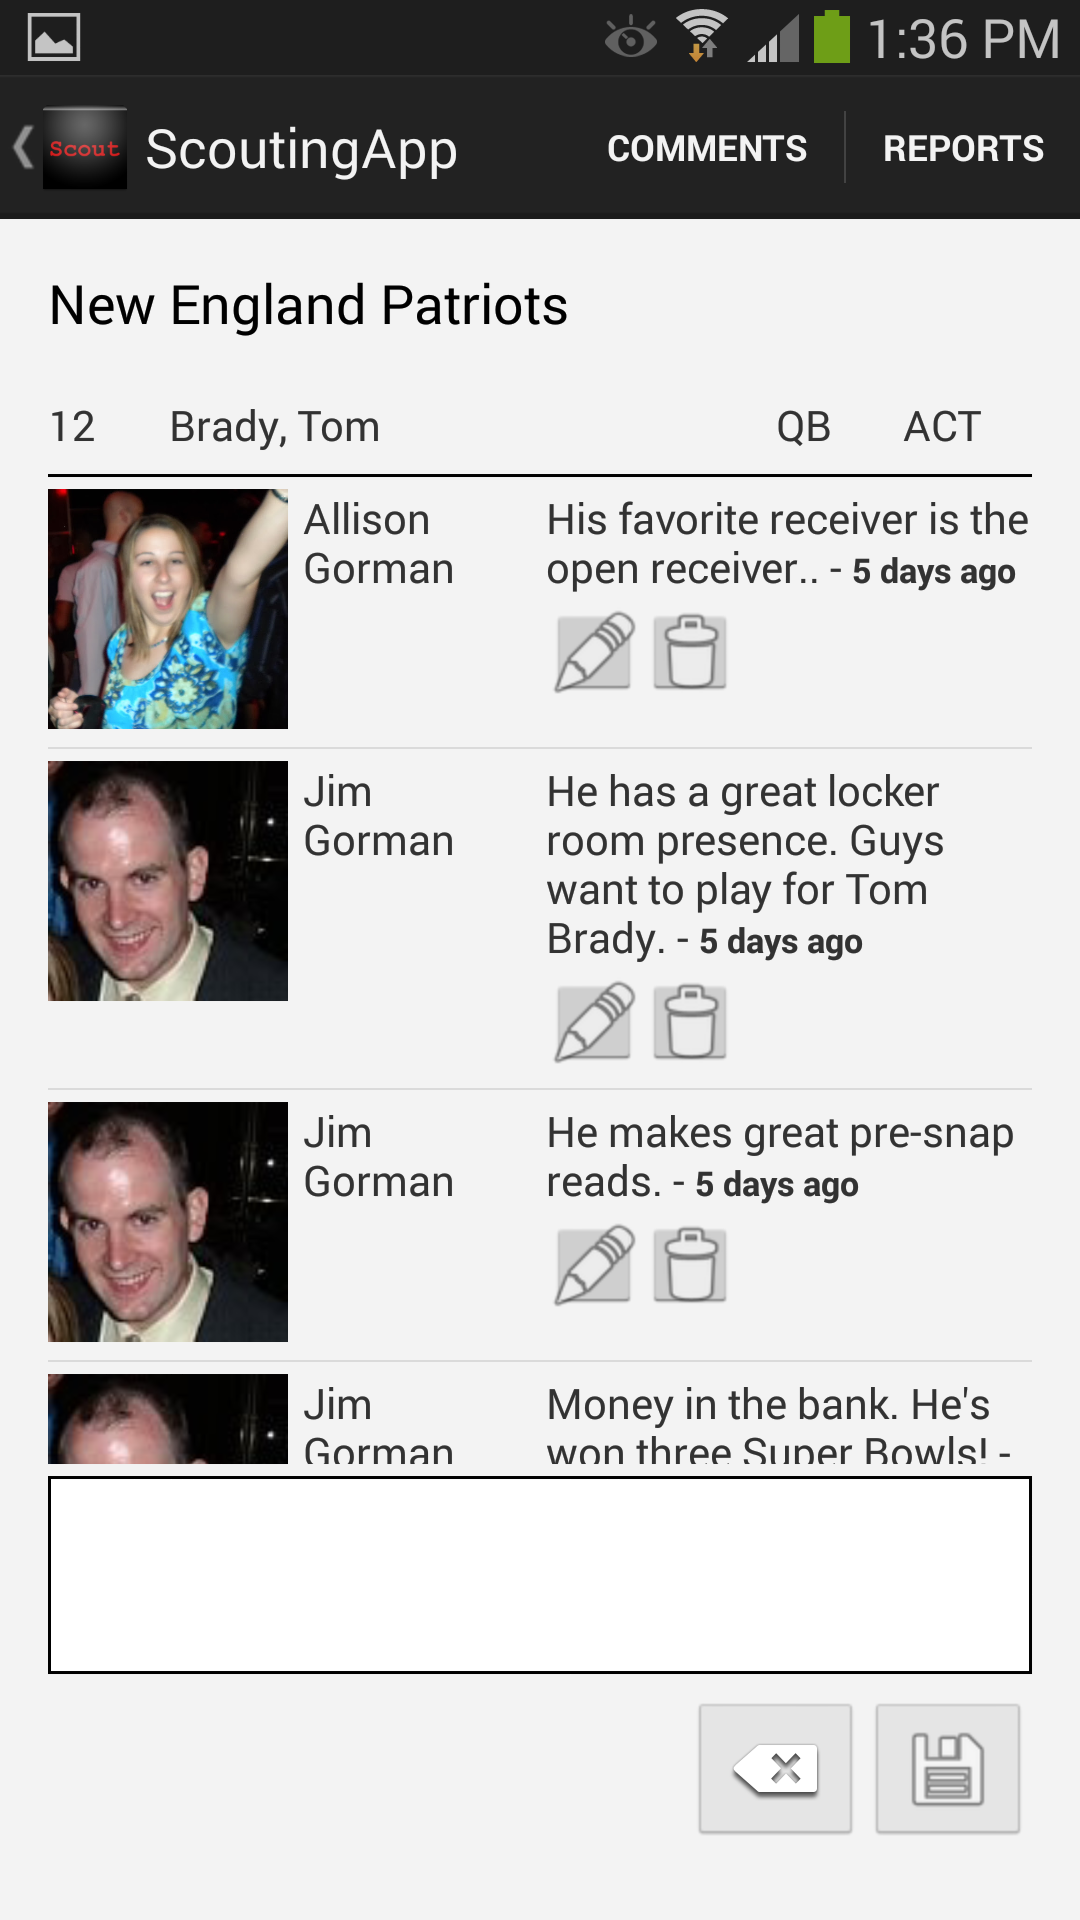 1:36 PM
Scout ScoutingApp COMMENTS REPORTS
New England Patriots
12 Brady, Tom QB ACT
Allison
Gorman
His favorite receiver is the
open receiver.. - 5 days ago
Jim
Gorman
He has a great locker
room presence. Guys
want to play for Tom
Brady. - 5 days ago
Jim
Gorman
He makes great pre-snap
reads. - 5 days ago
Jim
Gorman
Money in the bank. He's
won three Super Bowls! -